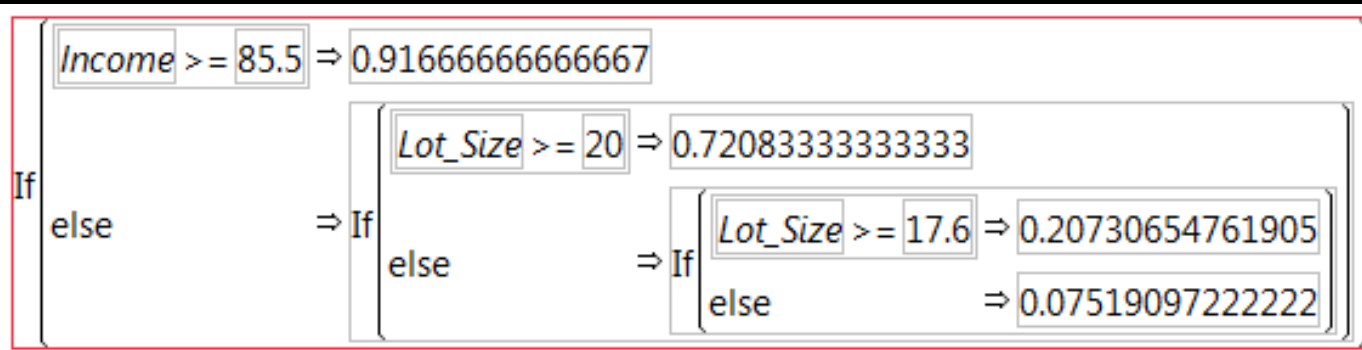 Income >= 85.5 ⇒ 0.91666666666667
Lot_Size >= 20 ⇒ 0.72083333333333
If
else ⇒ If
Lot_Size >= 17.6 ⇒ 0.20730654761905
else ⇒ If
else ⇒ 0.07519097222222